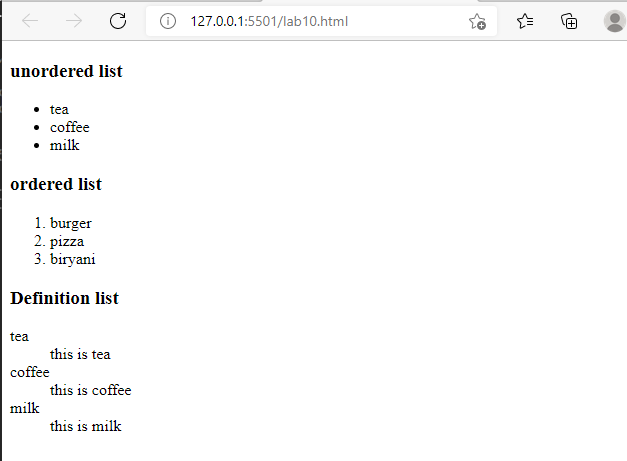 127.0.0.1:5501/lab10.html
unordered list
• tea
• coffee
• milk
ordered list
1. burger
2. pizza
3. biryani
Definition list
tea
this is tea
coffee
this is coffee
milk
this is milk